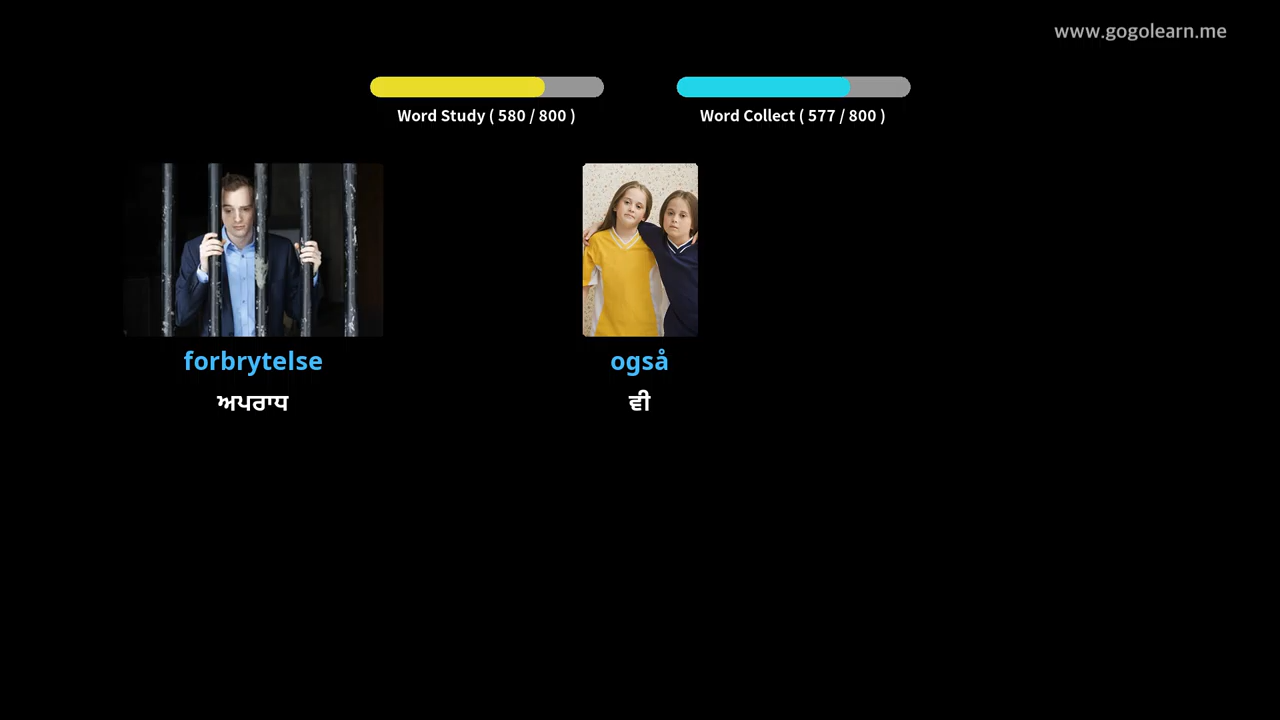 www.gogolearn.me
Word Study ( 580 / 800 )
Word Collect ( 577 / 800 )
forbrytelse
også
ਅਪਰਾਧ
ਵੀ